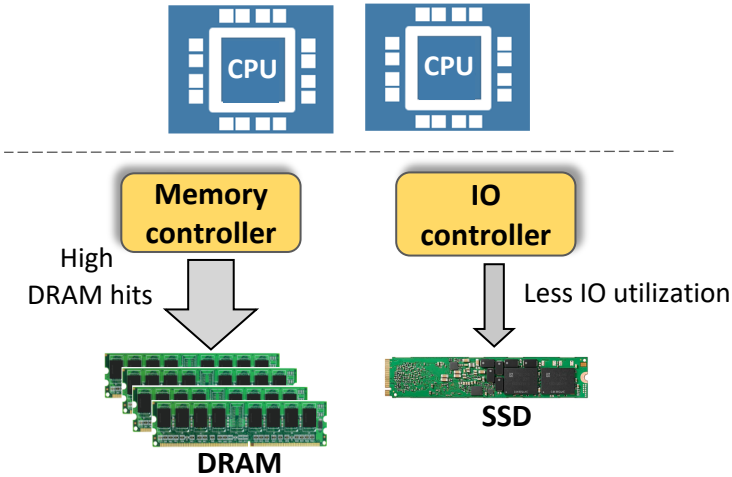 CPU
CPU
Memory
controller
IO
controller
High
DRAM hits
Less IO utilization
SSD
DRAM